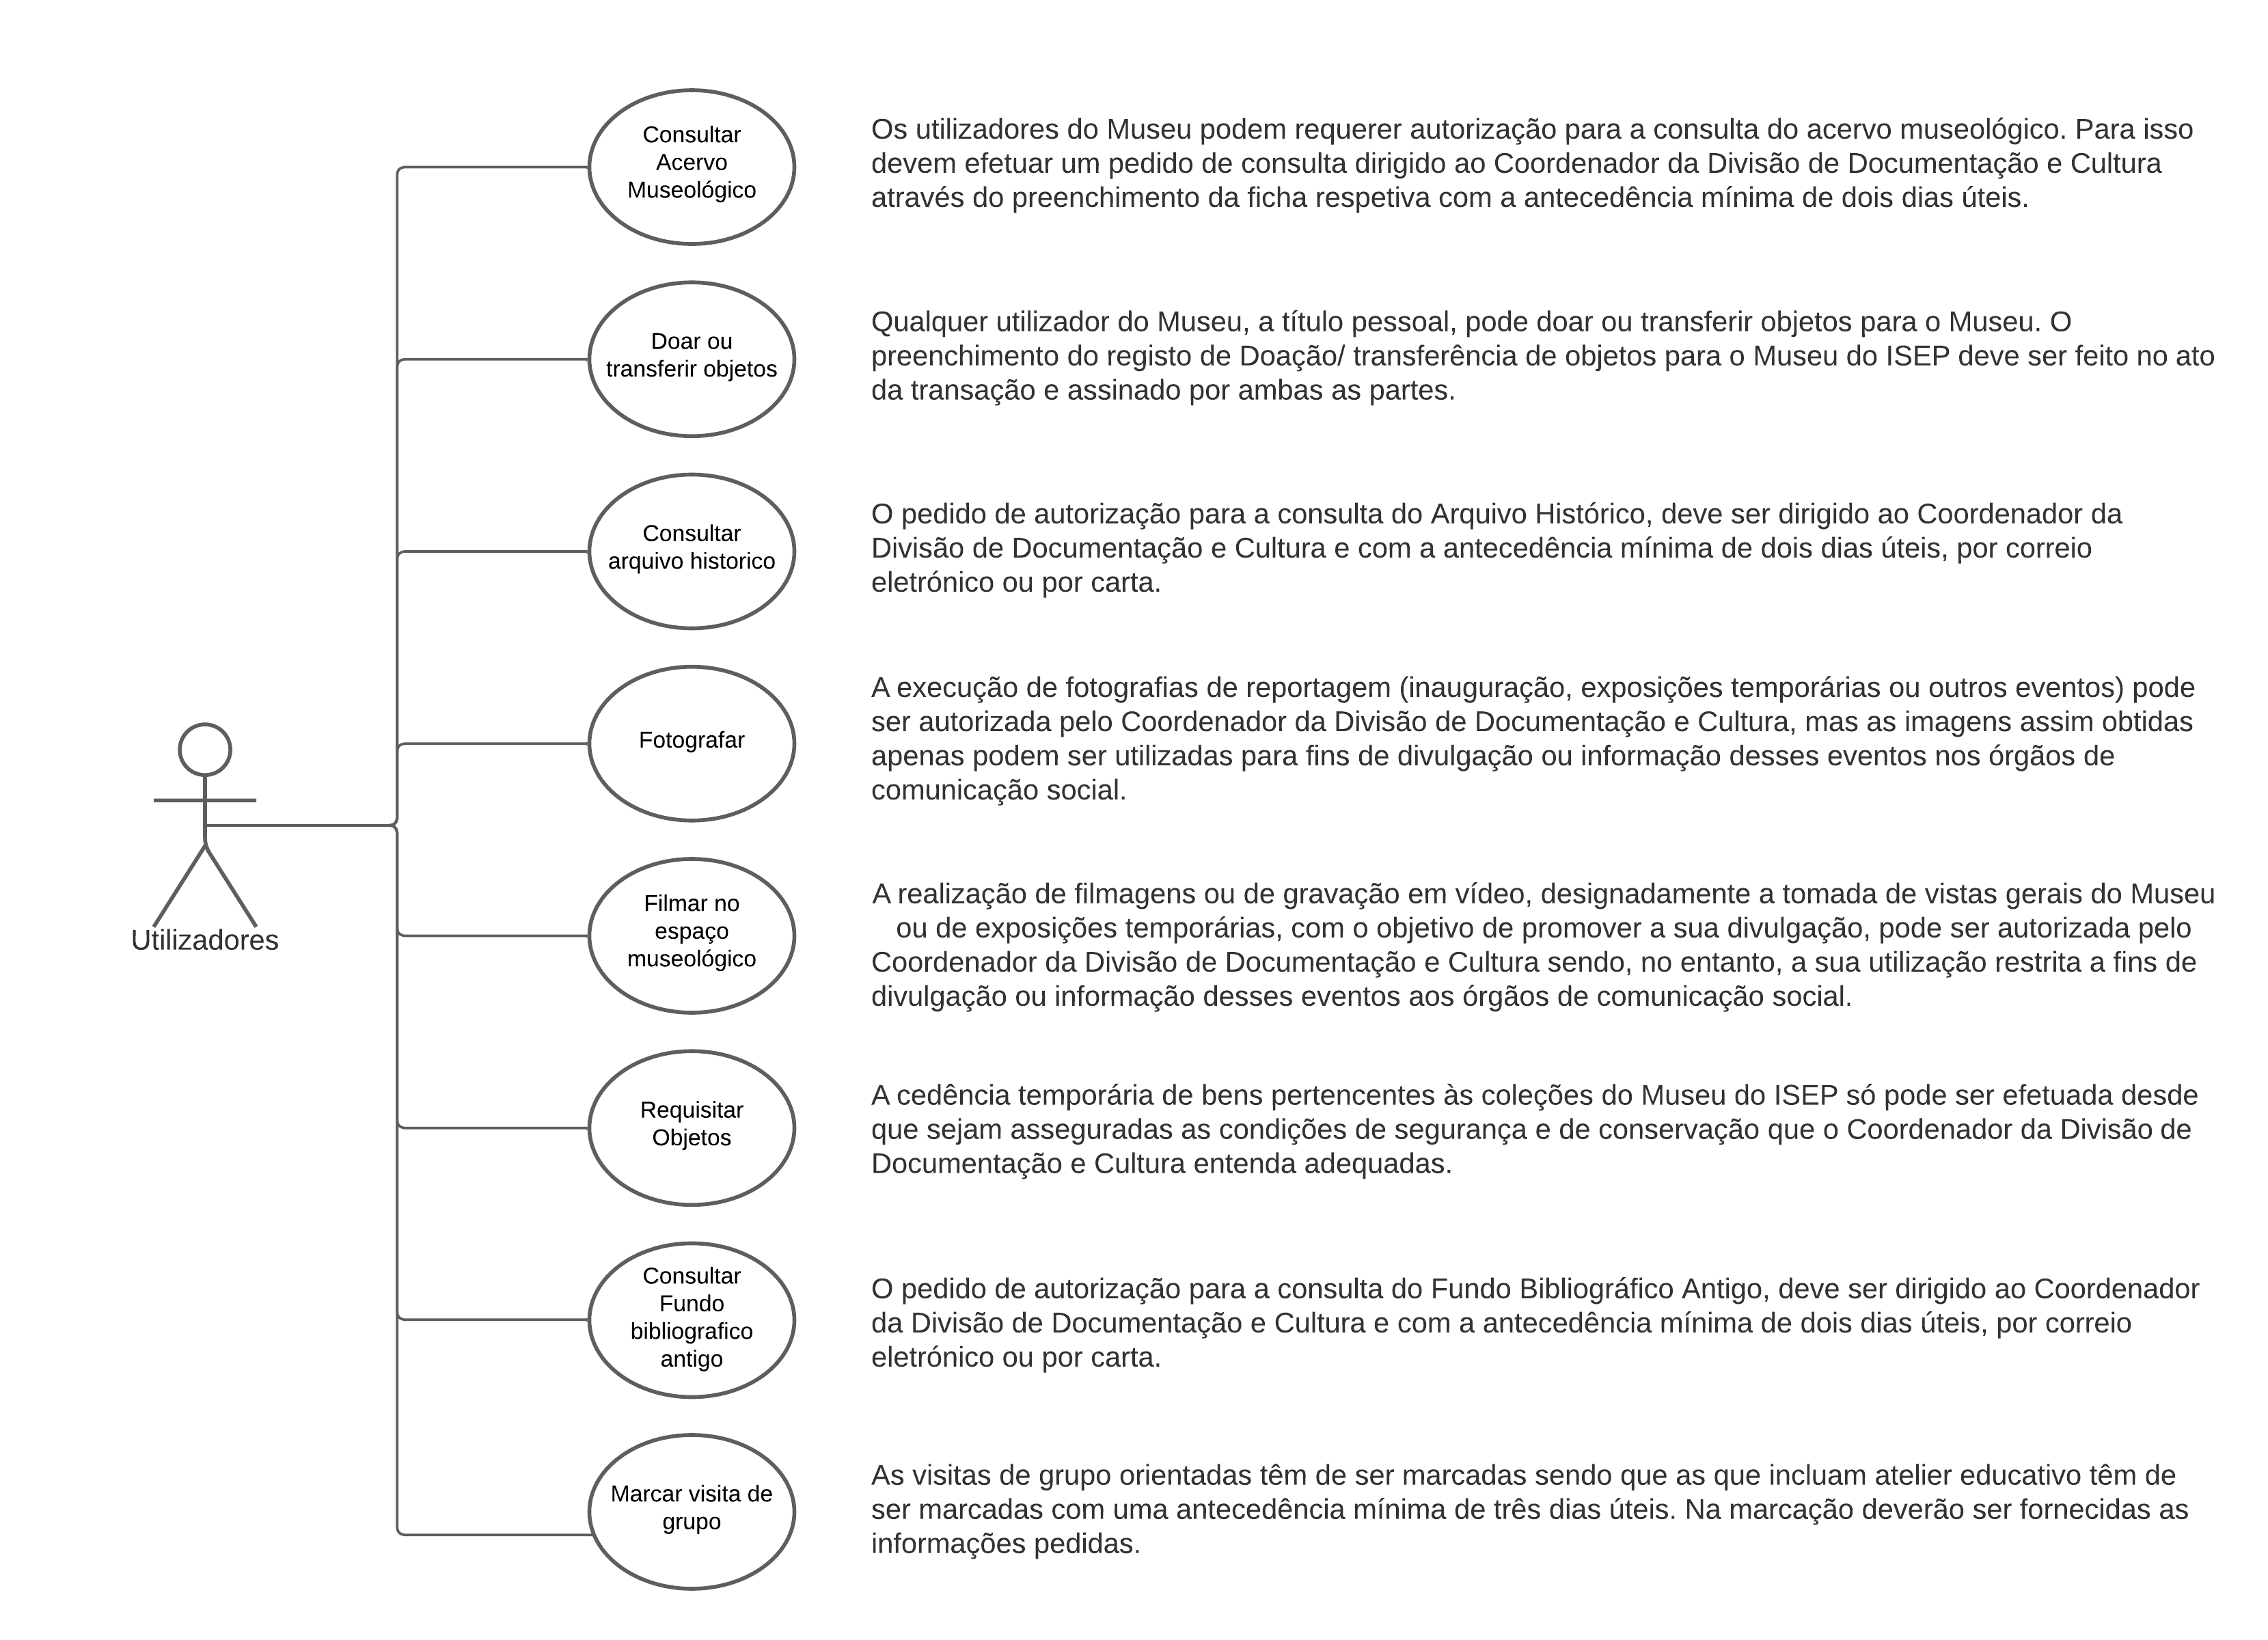 Consultar
Acervo
Museológico
Os utilizadores do Museu podem requerer autorização para a consulta do acervo museológico. Para isso
devem efetuar um pedido de consulta dirigido ao Coordenador da Divisão de Documentação e Cultura
através do preenchimento da ficha respetiva com a antecedência mínima de dois dias úteis.
Doar ou
transferir objetos
Qualquer utilizador do Museu, a título pessoal, pode doar ou transferir objetos para o Museu. O
preenchimento do registo de Doação/ transferência de objetos para o Museu do ISEP deve ser feito no ato
da transação e assinado por ambas as partes.
Consultar
arquivo historico
O pedido de autorização para a consulta do Arquivo Histórico, deve ser dirigido ao Coordenador da
Divisão de Documentação e Cultura e com a antecedência mínima de dois dias úteis, por correio
eletrónico ou por carta.
Fotografar
A execução de fotografias de reportagem (inauguração, exposições temporárias ou outros eventos) pode
ser autorizada pelo Coordenador da Divisão de Documentação e Cultura, mas as imagens assim obtidas
apenas podem ser utilizadas para fins de divulgação ou informação desses eventos nos órgãos de
comunicação social.
Utilizadores
Filmar no
espaço
museológico
A realização de filmagens ou de gravação em vídeo, designadamente a tomada de vistas gerais do Museu
ou de exposições temporárias, com o objetivo de promover a sua divulgação, pode ser autorizada pelo
Coordenador da Divisão de Documentação e Cultura sendo, no entanto, a sua utilização restrita a fins de
divulgação ou informação desses eventos aos órgãos de comunicação social.
Requisitar
Objetos
A cedência temporária de bens pertencentes às coleções do Museu do ISEP só pode ser efetuada desde
que sejam asseguradas as condições de segurança e de conservação que o Coordenador da Divisão de
Documentação e Cultura entenda adequadas.
Consultar
Fundo
bibliografico
antigo
O pedido de autorização para a consulta do Fundo Bibliográfico Antigo, deve ser dirigido ao Coordenador
da Divisão de Documentação e Cultura e com a antecedência mínima de dois dias úteis, por correio
eletrónico ou por carta.
Marcar visita de
grupo
As visitas de grupo orientadas têm de ser marcadas sendo que as que incluam atelier educativo têm de
ser marcadas com uma antecedência mínima de três dias úteis. Na marcação deverão ser fornecidas as
informações pedidas.